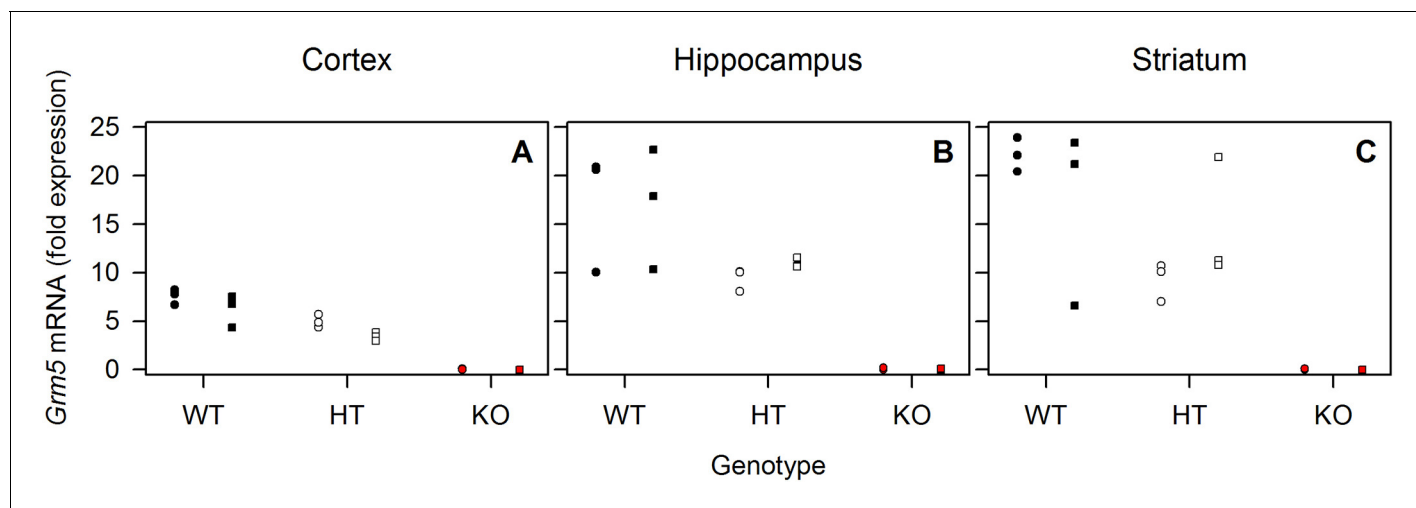 Cortex Hippocampus Striatum
Grm5 mRNA (fold expression)
25
20
15
10
5
0
A
B
C
WT HT KO WT HT KO WT HT KO
Genotype